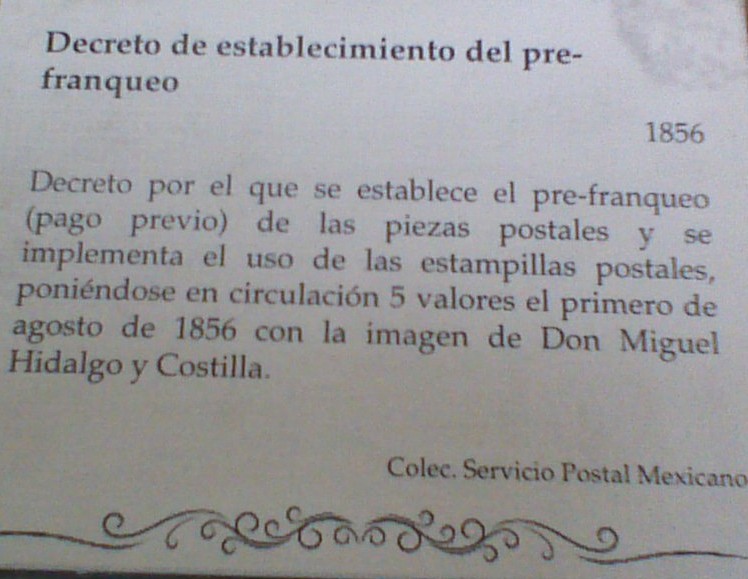 Decreto de establecimiento del pre-
franqueo
1856
Decreto por el que se establece el pre-franqueo
(pago previo) de las piezas postales y se
implementa el uso de las estampillas postales,
poniéndose en circulación 5 valores el primero de
agosto de 1856 con la imagen de Don Miguel
Hidalgo y Costilla.
Colec. Servicio Postal Mexicano